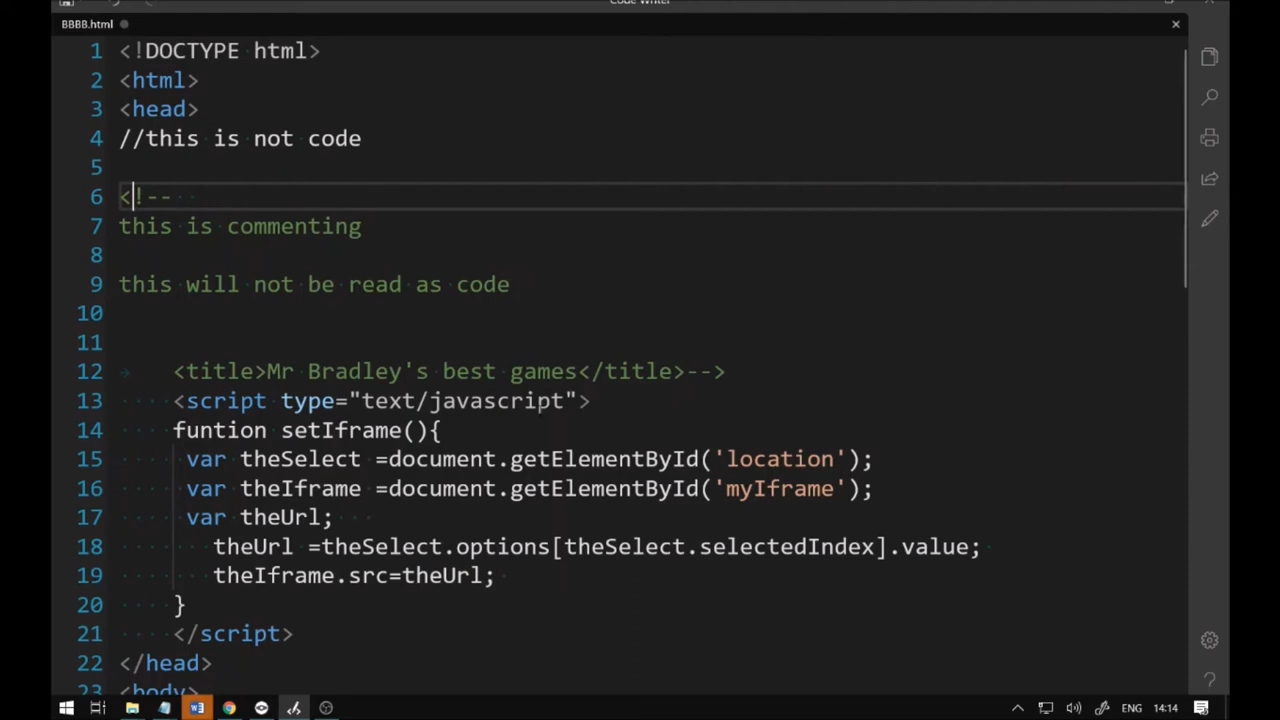 Code Writer
BBBB.html
1 <!DOCTYPE html>
2 <html>
3 <head>
4 //this is not code
5
6 <!--
7 this is commenting
8
9 this will not be read as code
10
11
12 <title>Mr Bradley's best games</title>-->
13 <script type="text/javascript">
14 funtion setIframe(){
15 var theSelect =document.getElementById('location');
16 var theIframe =document.getElementById('myIframe');
17 var theUrl;
18 theUrl =theSelect.options[theSelect.selectedIndex].value;
19 theIframe.src=theUrl;
20 }
21 </script>
22 </head>
23 <body>
ENG 14:14